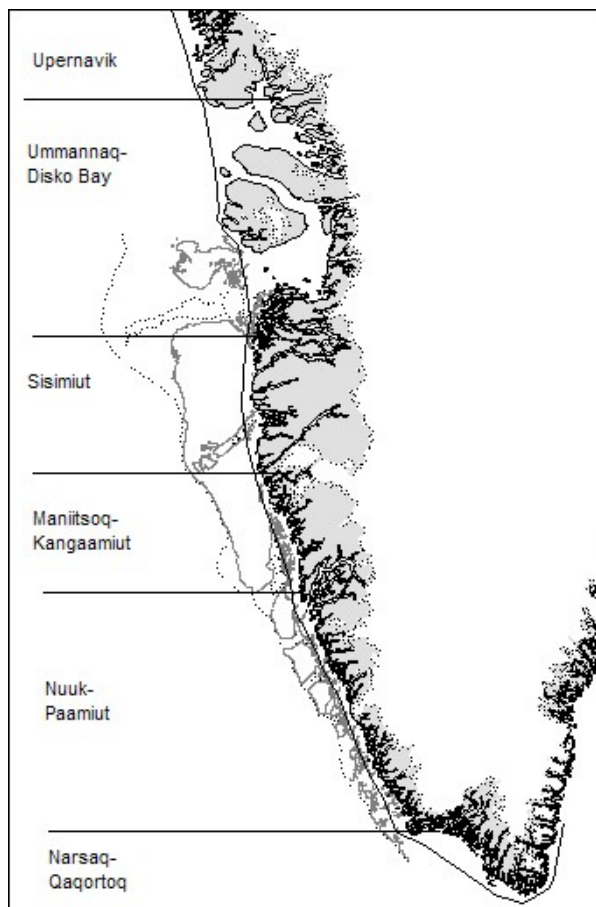 Upernavik
Ummannaq-
Disko Bay
Sisimiut
Maniitsoq-
Kangaamiut
Nuuk-
Paamiut
Narsaq-
Qaqortoq